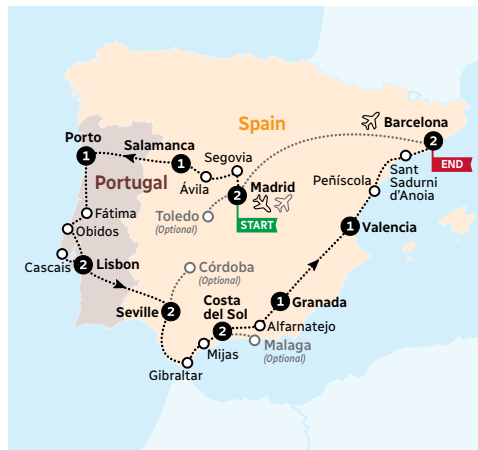 Spain
Portugal
Porto
1
Salamanca
1
Segovia
Ávila
2
Madrid
START
Toledo
(Optional)
Barcelona
2
END
Sant
Sadurni
d'Anoia
Peñíscola
1
Valencia
Fátima
Obidos
Cascais
2
Lisbon
Córdoba
(Optional)
Seville
2
Costa
del Sol
2
1
Granada
Alfarnatejo
Malaga
(Optional)
Mijas
Gibraltar